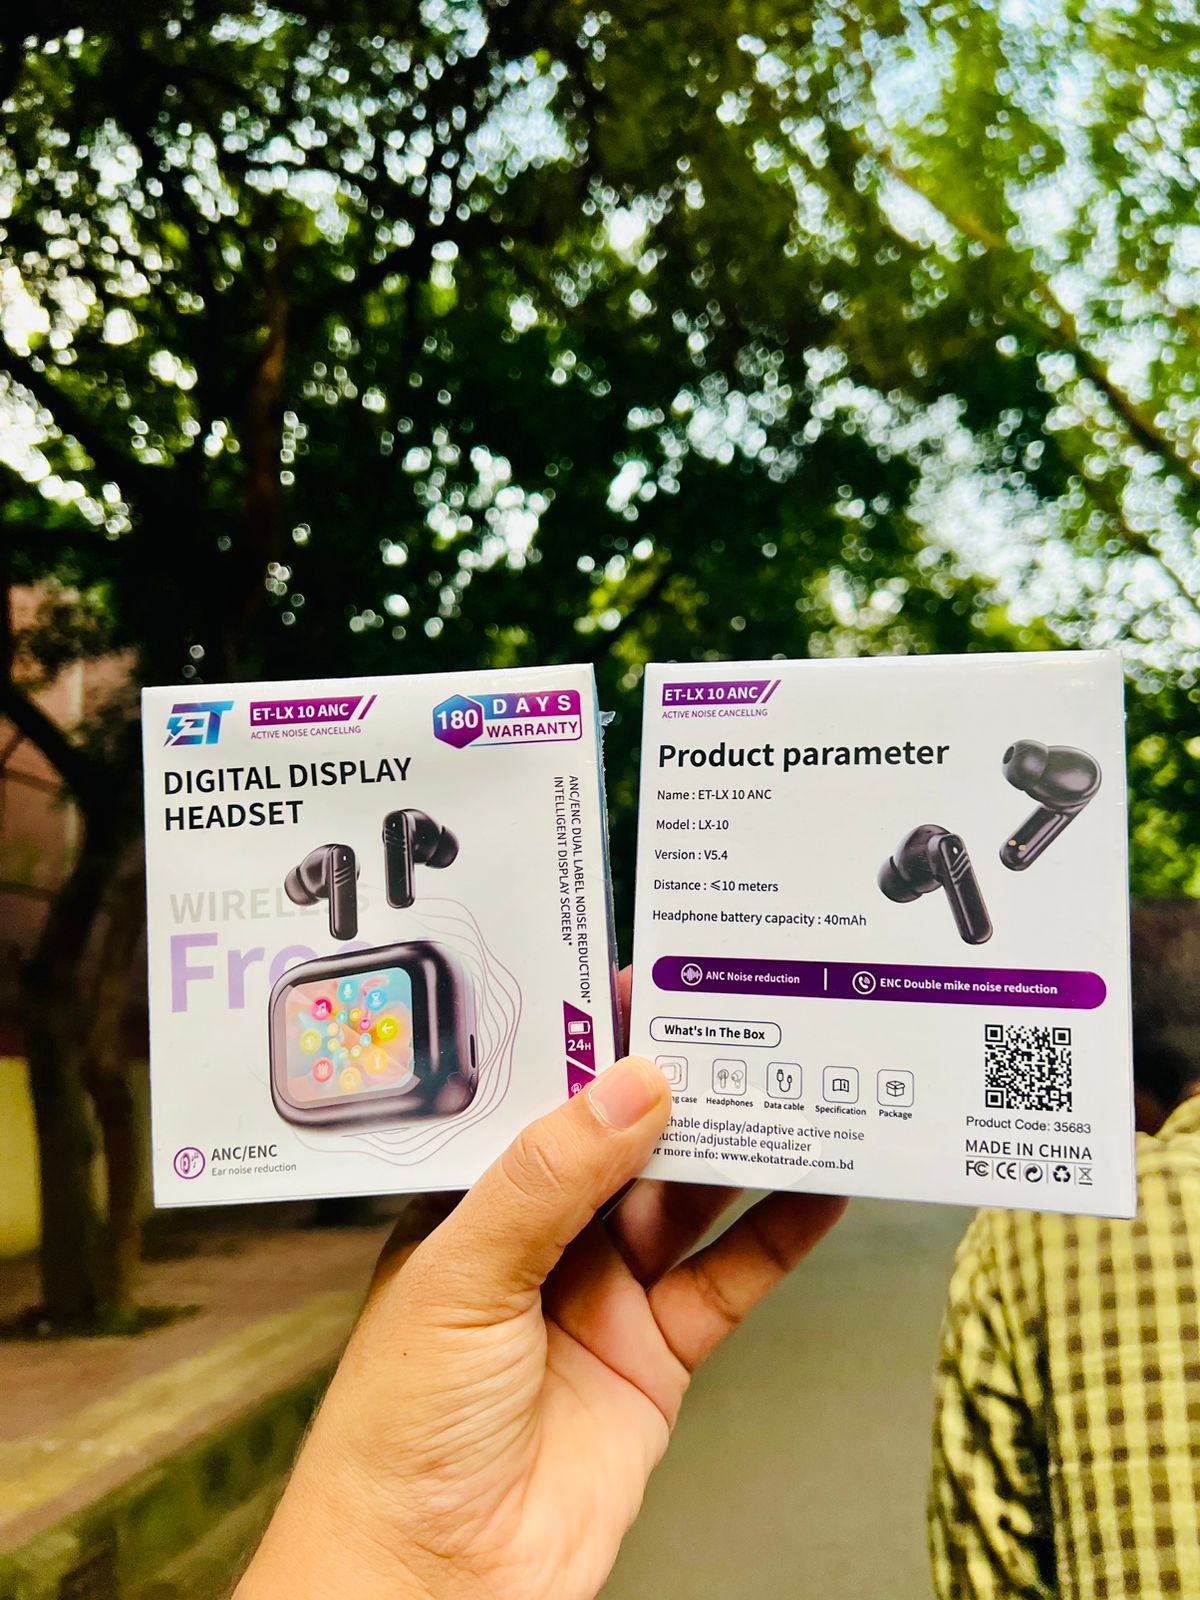 ET
ET-LX 10 ANC
ACTIVE NOISE CANCELLNG
180 DAYS
WARRANTY
DIGITAL DISPLAY
HEADSET
WIRELESS
ANC/ENC DUAL LABEL NOISE REDUCTION*
INTELLIGENT DISPLAY SCREEN*
24H
ANC/ENC
Ear noise reduction
ET-LX 10 ANC
ACTIVE NOISE CANCELLNG
Product parameter
Name : ET-LX 10 ANC
Model : LX-10
Version : V5.4
Distance : ⩽10 meters
Headphone battery capacity : 40mAh
ANC Noise reduction
ENC Double mike noise reduction
What's In The Box
case
Headphones
Data cable
Specification
Package
display/adaptive active noise
/adjustable equalizer
more info: www.ekotatrade.com.bd
Product Code: 35683
MADE IN CHINA
FC CE